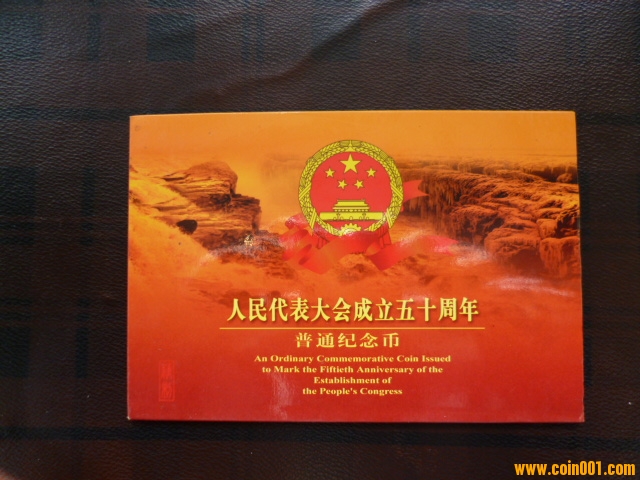 人民代表大会成立五十周年
普通纪念币
An Ordinary Commemorative Coin Issued
to Mark the Fiftieth Anniversary of the
Establishment of
the People's Congress
www.coin001.com